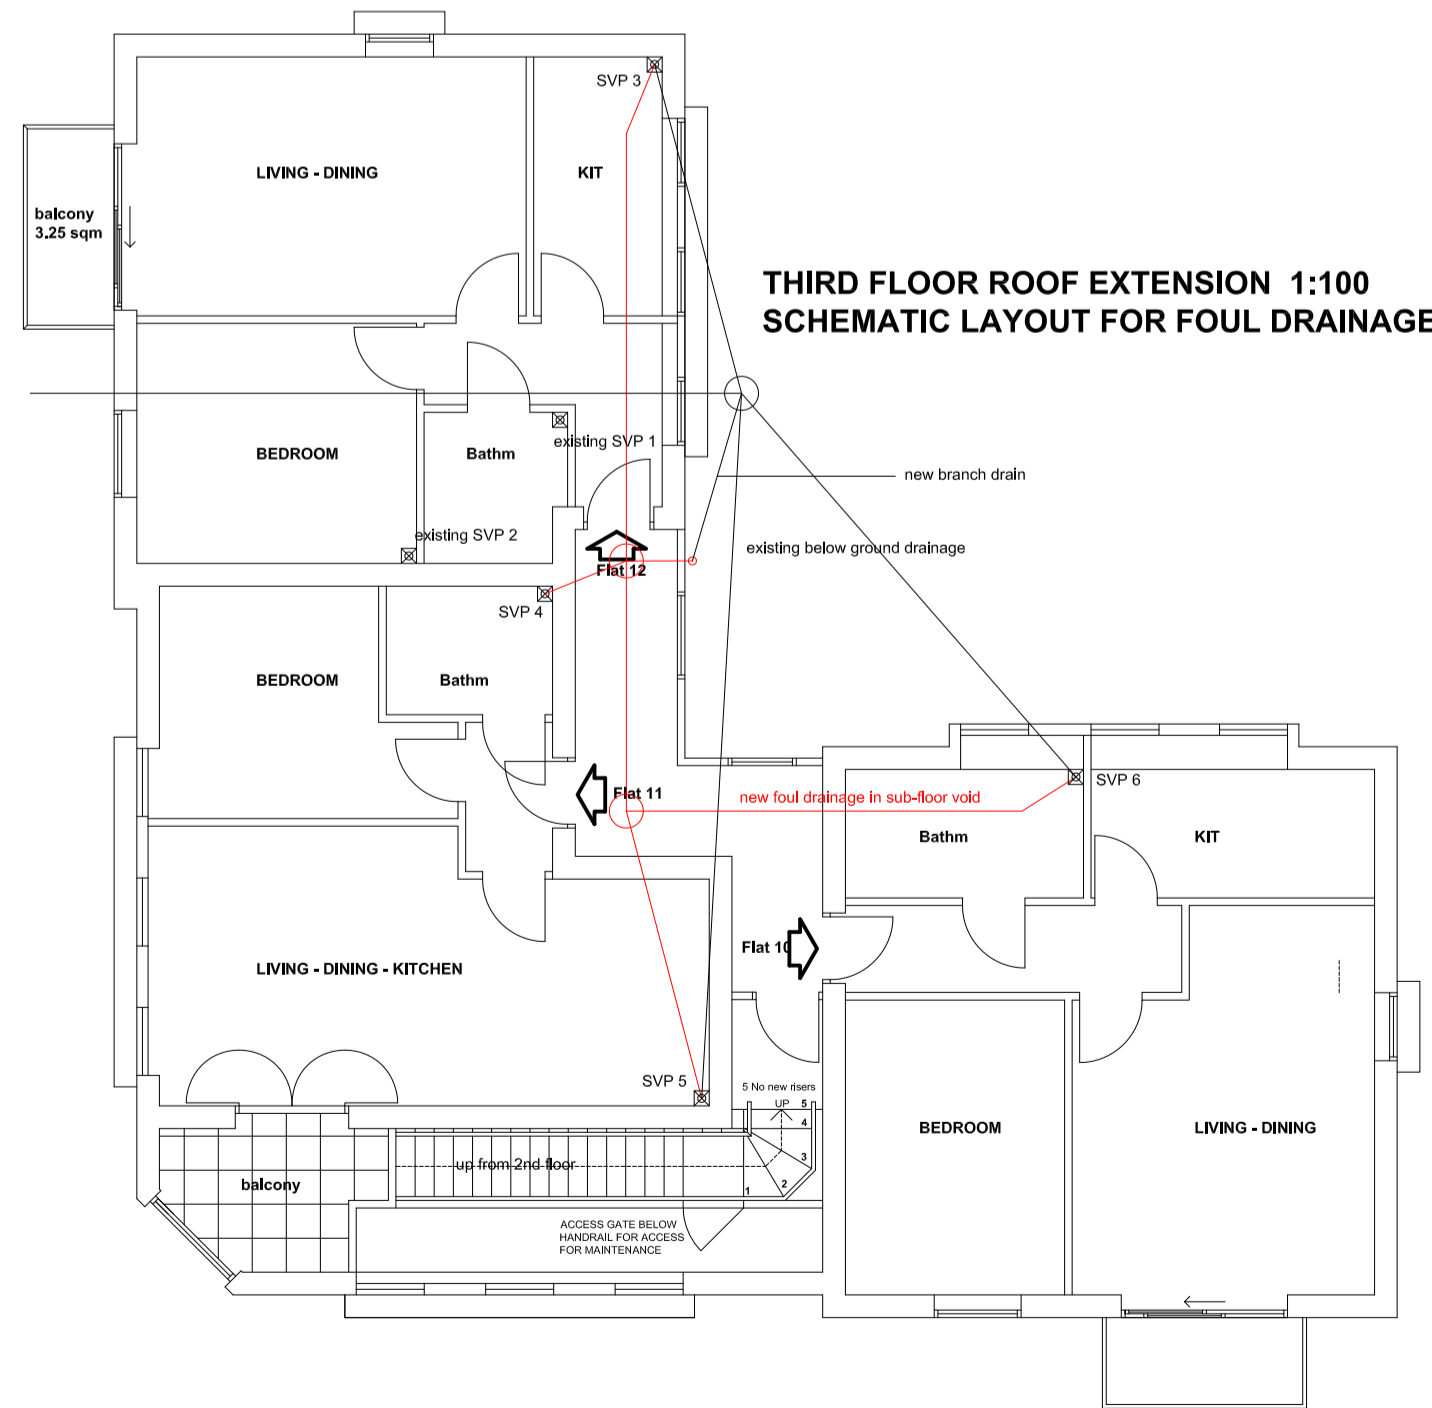 SVP 3
LIVING - DINING
KIT
balcony
3.25 sqm
THIRD FLOOR ROOF EXTENSION 1:100
SCHEMATIC LAYOUT FOR FOUL DRAINAGE
existing SVP 1
BEDROOM
Bathm
new branch drain
existing SVP 2
existing below ground drainage
Flat 12
SVP 4
BEDROOM
Bathm
SVP 6
Flat 11
new foul drainage in sub-floor void
Bathm
KIT
Flat 10
LIVING - DINING - KITCHEN
SVP 5
5 No new risers
UP
5
4
BEDROOM
LIVING - DINING
3
up from 2nd floor
balcony
1
2
ACCESS GATE BELOW
HANDRAIL FOR ACCESS
FOR MAINTENANCE